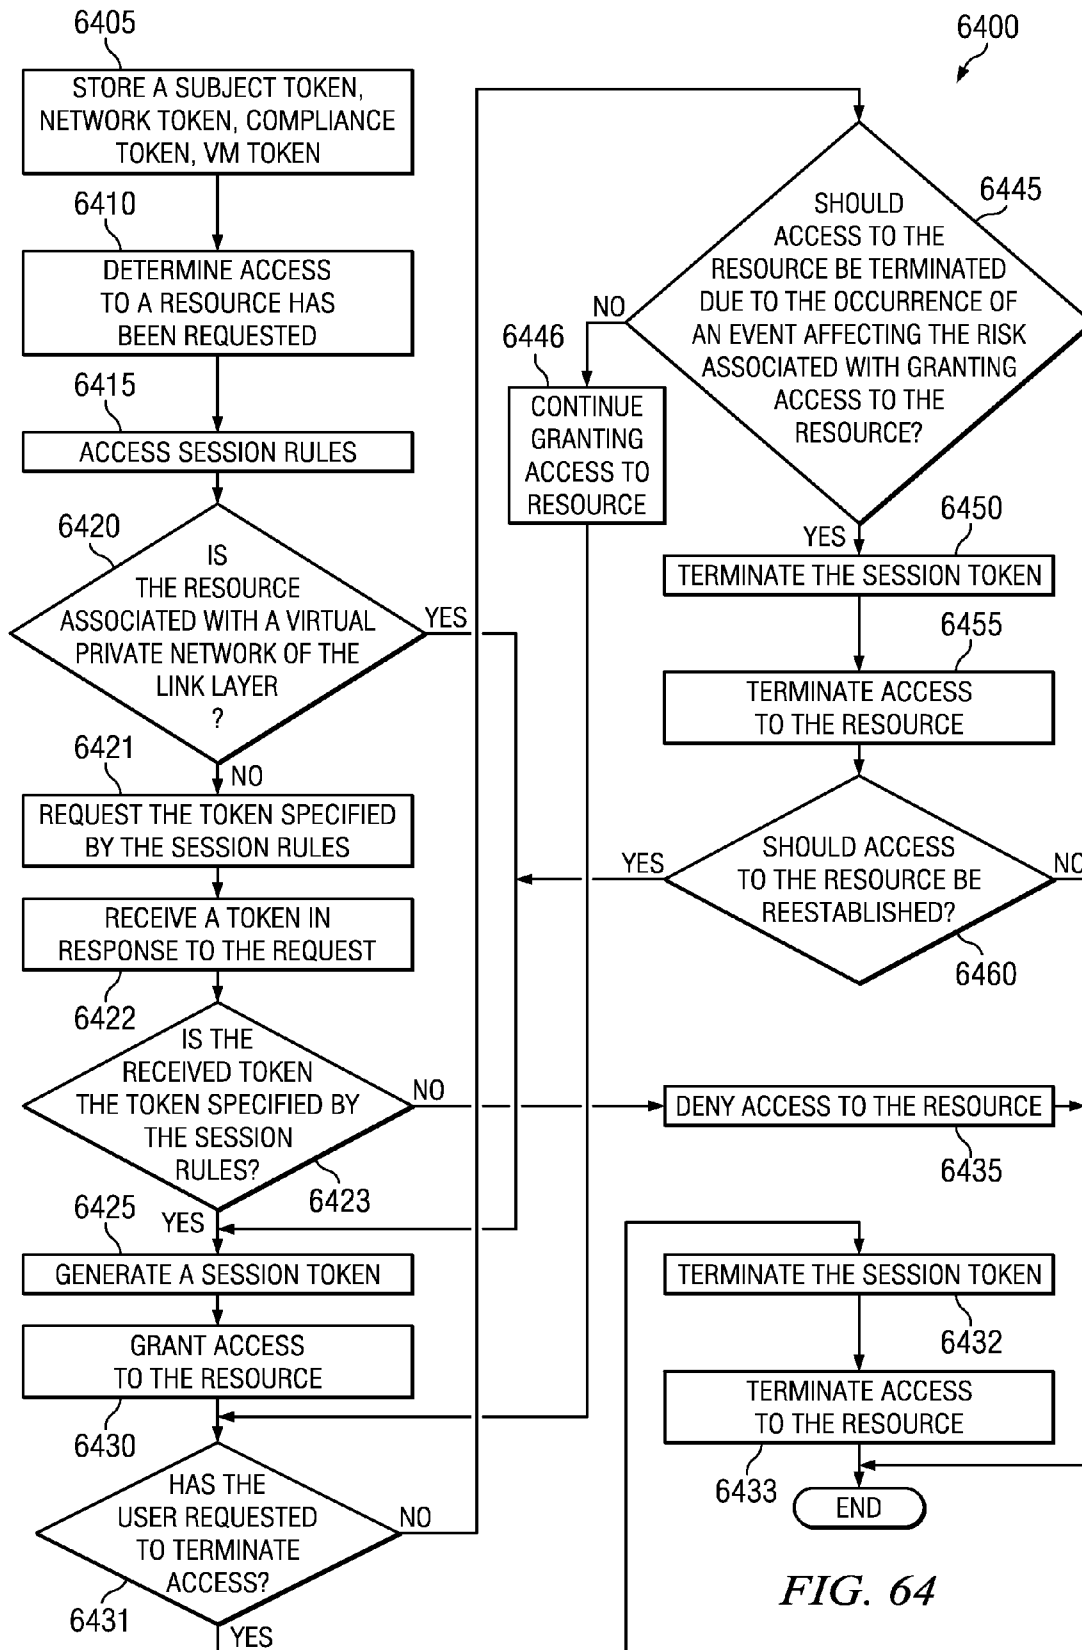 6400
6405
STORE A SUBJECT TOKEN,
NETWORK TOKEN, COMPLIANCE
TOKEN, VM TOKEN
6410
DETERMINE ACCESS
TO A RESOURCE HAS
BEEN REQUESTED
6415
ACCESS SESSION RULES
6420
IS
THE RESOURCE
ASSOCIATED WITH A VIRTUAL
PRIVATE NETWORK OF THE
LINK LAYER
?
YES
NO
6421
REQUEST THE TOKEN SPECIFIED
BY THE SESSION RULES
RECEIVE A TOKEN IN
RESPONSE TO THE REQUEST
6422
IS THE
RECEIVED TOKEN
THE TOKEN SPECIFIED BY
THE SESSION
RULES?
NO
6423
YES
6425
GENERATE A SESSION TOKEN
GRANT ACCESS
TO THE RESOURCE
6430
HAS THE
USER REQUESTED
TO TERMINATE
ACCESS?
NO
6431
YES
6445
SHOULD
ACCESS TO THE
RESOURCE BE TERMINATED
DUE TO THE OCCURRENCE OF
AN EVENT AFFECTING THE RISK
ASSOCIATED WITH GRANTING
ACCESS TO THE
RESOURCE?
NO
6446
CONTINUE
GRANTING
ACCESS TO
RESOURCE
YES
6450
TERMINATE THE SESSION TOKEN
6455
TERMINATE ACCESS
TO THE RESOURCE
SHOULD ACCESS
TO THE RESOURCE BE
REESTABLISHED?
YES
NO
6460
DENY ACCESS TO THE RESOURCE
6435
TERMINATE THE SESSION TOKEN
6432
TERMINATE ACCESS
TO THE RESOURCE
6433
END
FIG. 64